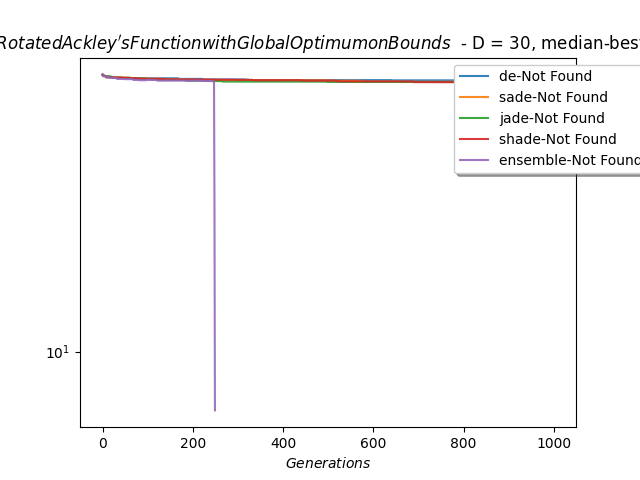 RotatedAckley'sFunctionwithGlobalOptimumonBounds - D = 30, median-best
de-Not Found
sade-Not Found
jade-Not Found
shade-Not Found
ensemble-Not Found
10¹
0 200 400 600 800 1000
Generations